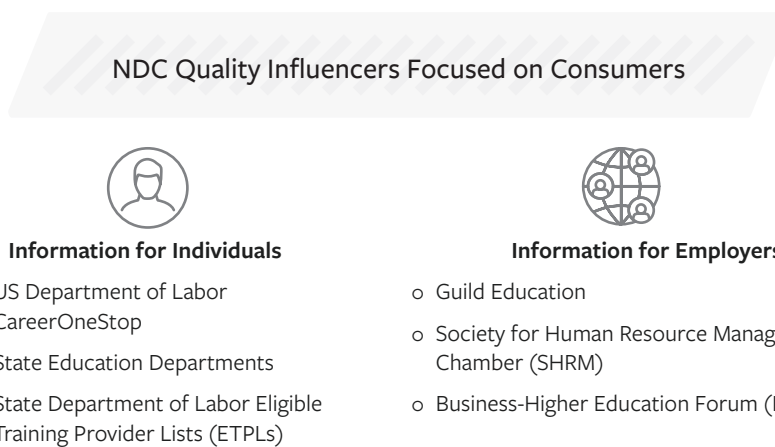 NDC Quality Influencers Focused on Consumers
Information for Individuals
US Department of Labor
CareerOneStop
State Education Departments
State Department of Labor Eligible
Training Provider Lists (ETPLs)
Information for Employers
o Guild Education
o Society for Human Resource Manag
Chamber (SHRM)
o Business-Higher Education Forum (